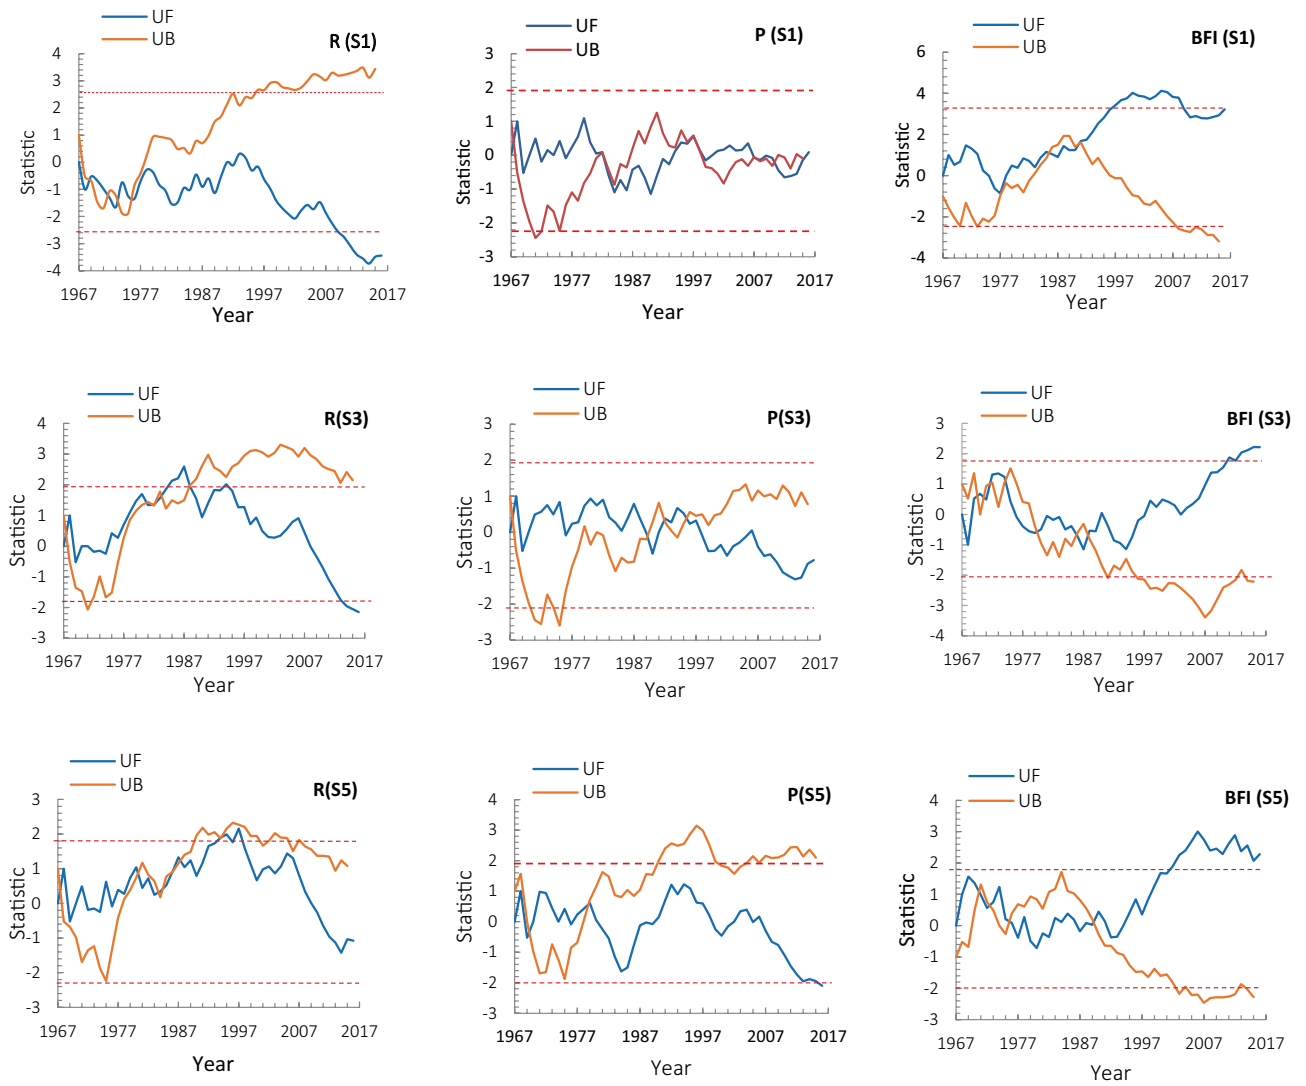 UF
UB
R (S1)
Statistic
4
3
2
1
0
-1
-2
-3
-4
1967 1977 1987 1997 2007 2017
Year
UF
UB
P (S1)
Statistic
3
2
1
0
-1
-2
-3
1967 1977 1987 1997 2007 2017
Year
UF
UB
BFI (S1)
Statistic
6
4
2
0
-2
-4
1967 1977 1987 1997 2007 2017
Year
UF
UB
R(S3)
Statistic
4
3
2
1
0
-1
-2
-3
1967 1977 1987 1997 2007 2017
Year
UF
UB
P(S3)
Statistic
3
2
1
0
-1
-2
-3
1967 1977 1987 1997 2007 2017
Year
UF
UB
BFI (S3)
Statistic
3
2
1
0
-1
-2
-3
-4
1967 1977 1987 1997 2007 2017
Year
UF
UB
R(S5)
Statistic
3
2
1
0
-1
-2
-3
1967 1977 1987 1997 2007 2017
Year
UF
UB
P(S5)
Statistic
4
3
2
1
0
-1
-2
-3
1967 1977 1987 1997 2007 2017
Year
UF
UB
BFI (S5)
Statistic
4
3
2
1
0
-1
-2
-3
1967 1977 1987 1997 2007 2017
Year